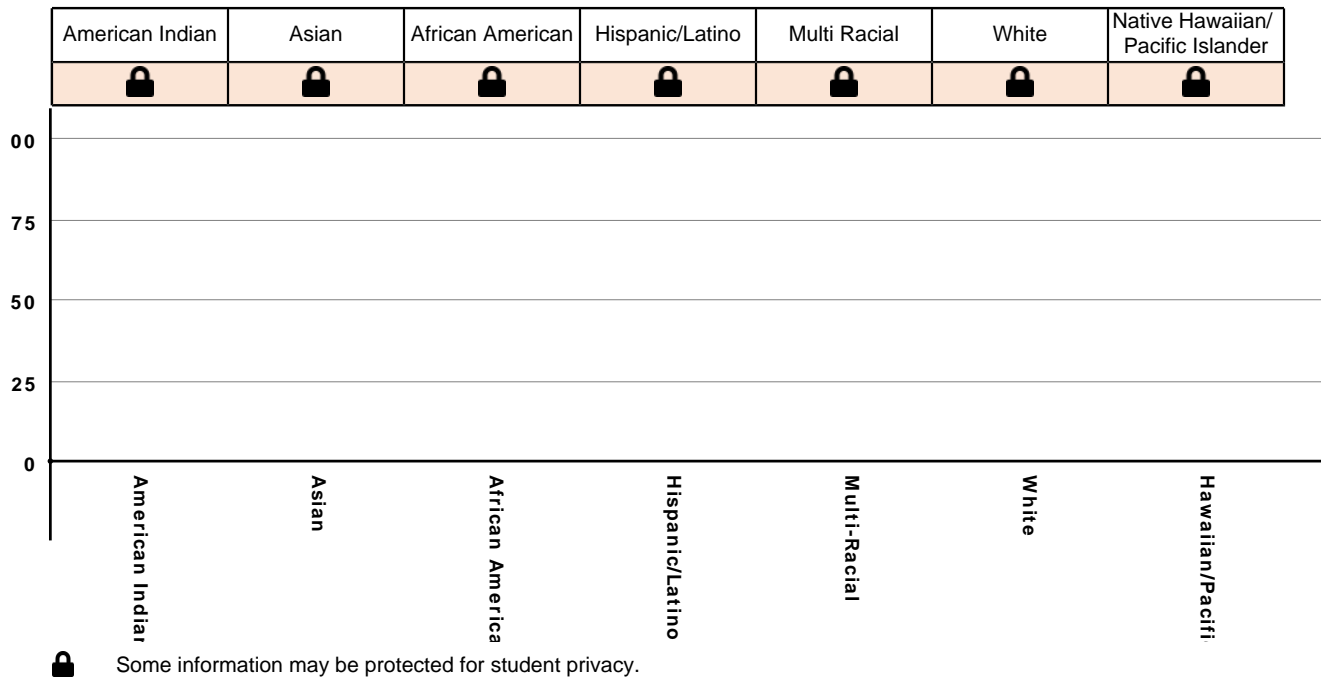 American Indian Asian African American Hispanic/Latino Multi Racial White Native Hawaiian/
Pacific Islander
00
75
50
25
0
American Indian
Asian
African America
Hispanic/Latino
Multi-Racial
White
Hawaiian/Pacifi
Some information may be protected for student privacy.